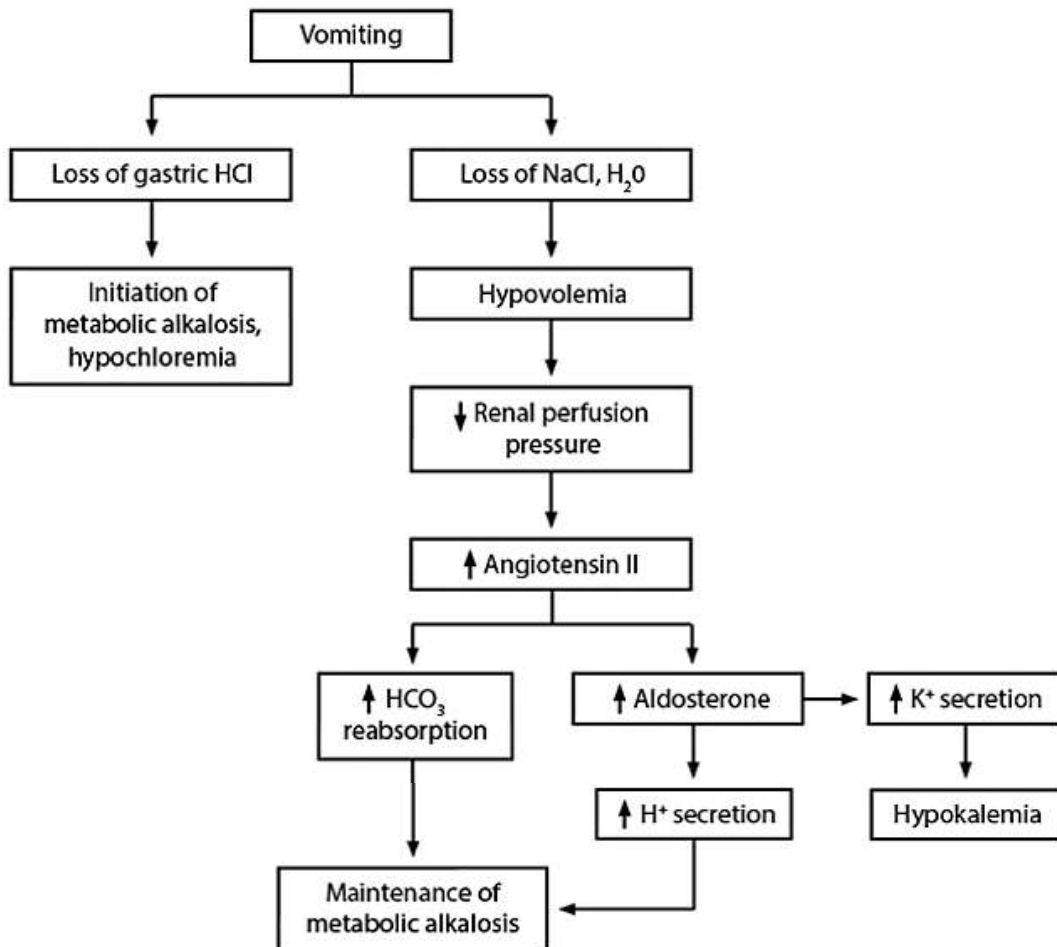 Vomiting
Loss of gastric HCl
Loss of NaCl, H₂0
Initiation of
metabolic alkalosis,
hypochloremia
Hypovolemia
↓ Renal perfusion
pressure
↑ Angiotensin II
↑ HCO₃
reabsorption
↑ Aldosterone
↑ K⁺ secretion
↑ H⁺ secretion
Hypokalemia
Maintenance of
metabolic alkalosis